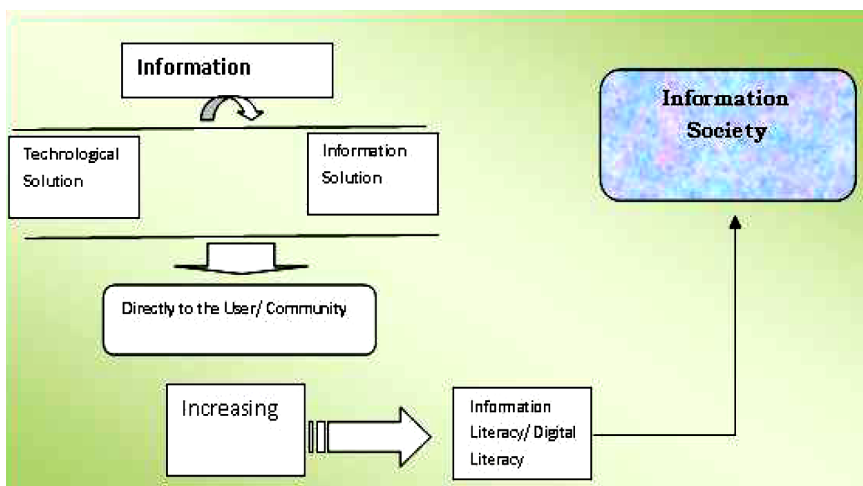 Information
Technological
Solution
Information
Solution
Directly to the User/ Community
Increasing
Information
Literacy/ Digital
Literacy
Information
Society